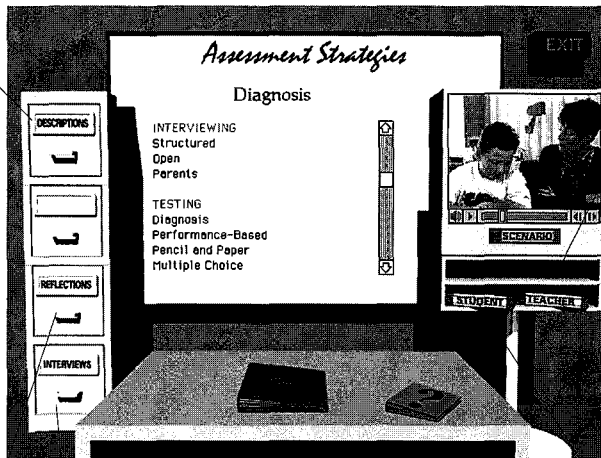 Assessment Strategies
EXIT
Diagnosis
DESCRIPTIONS
INTERVIEWING
Structured
Open
Parents
TESTING
Diagnosis
Performance-Based
Pencil and Paper
Multiple Choice
SCENARIO
REFLECTIONS
STUDENT
TEACHER
INTERVIEWS
?